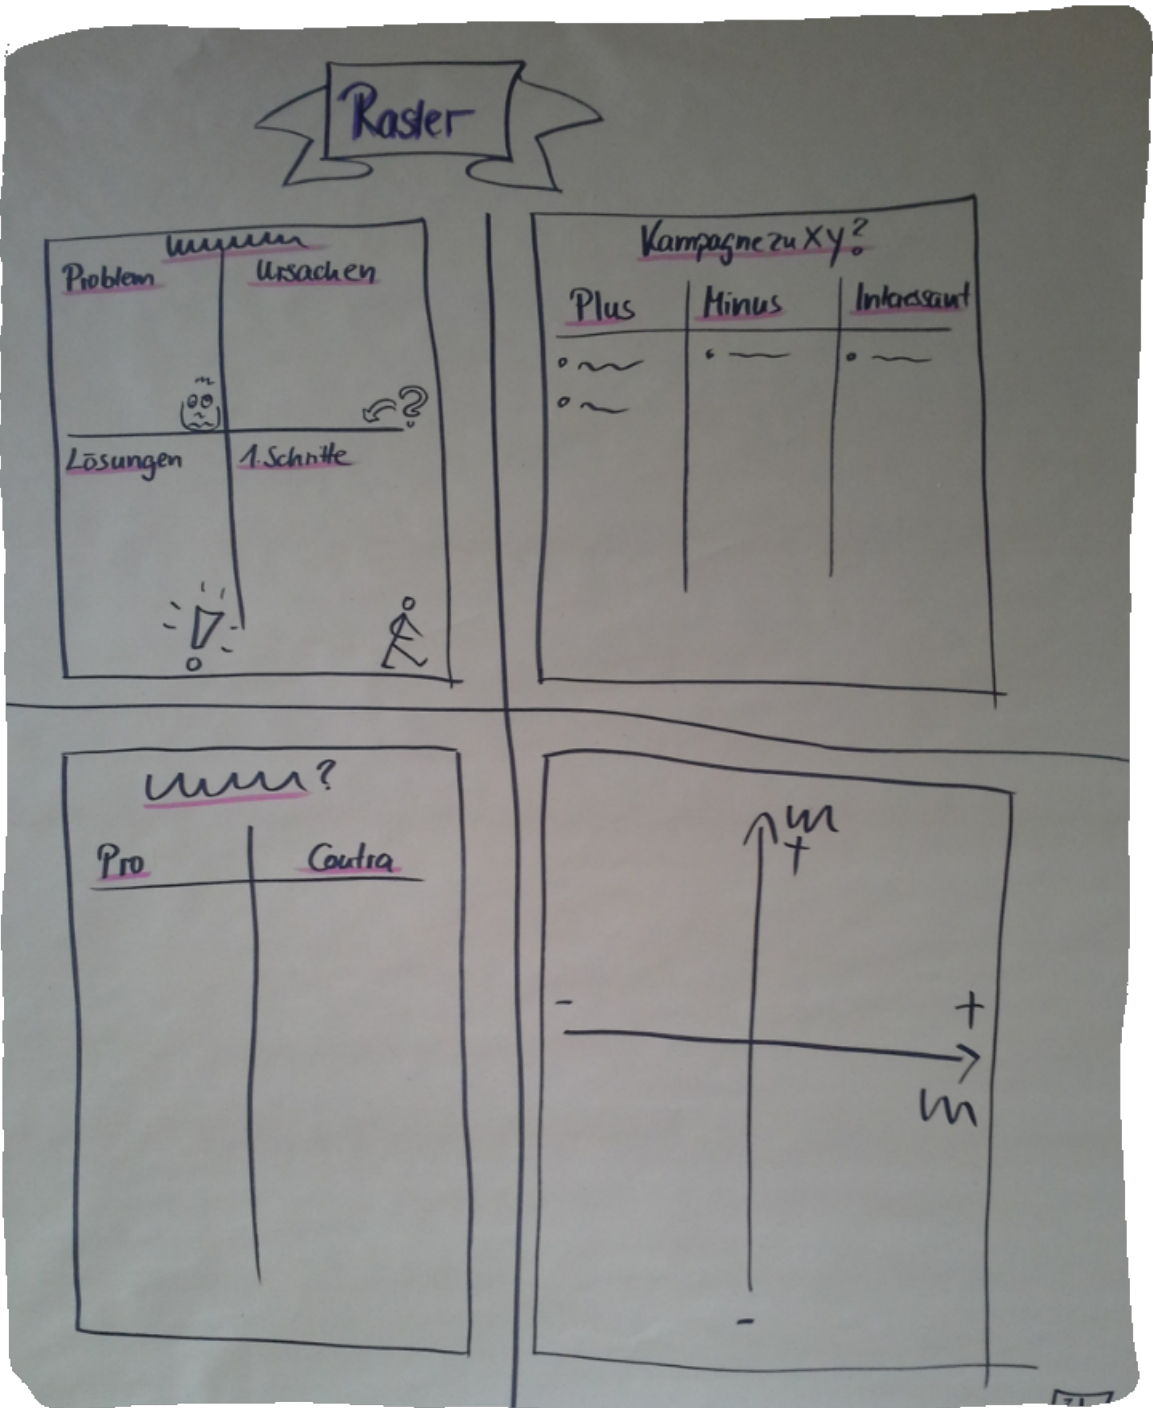 Raster
Problem
Ursachen
?
Lösungen
1. Schritte
!
Kampagne zu XY?
Plus
Minus
Interessant
?
Pro
Contra
+
-
+
-